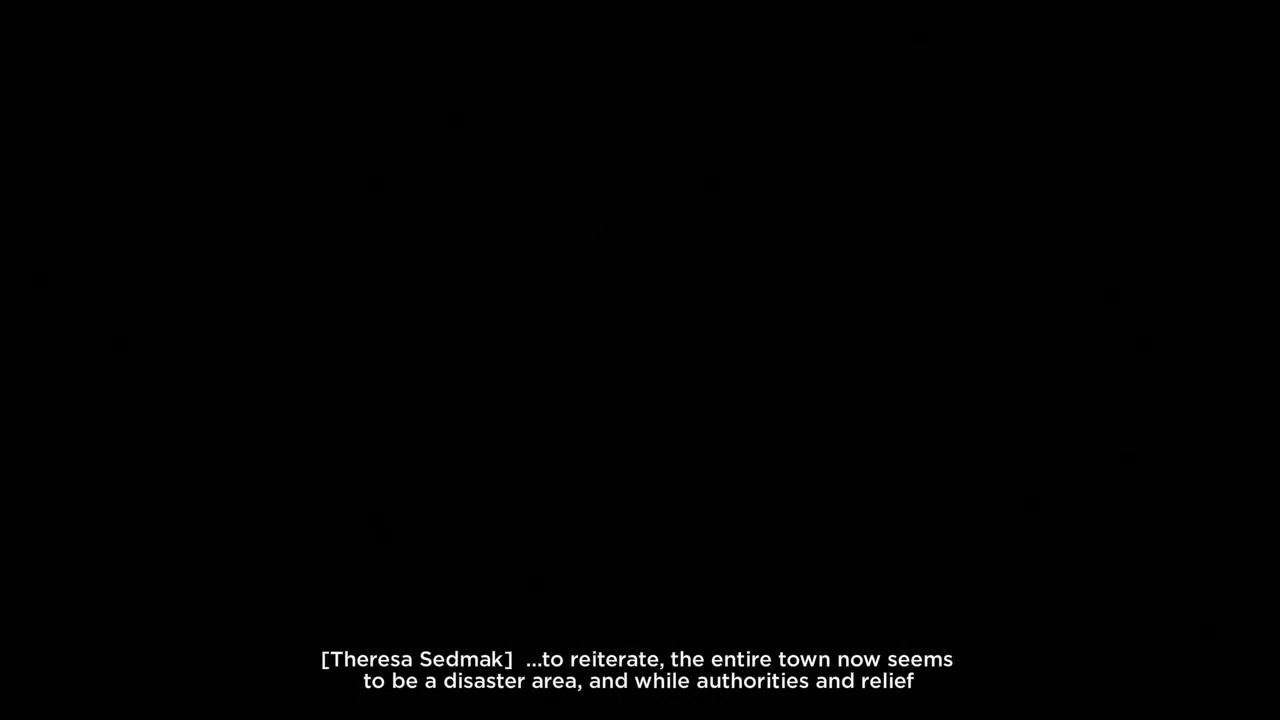 [Theresa Sedmak] ...to reiterate, the entire town now seems
to be a disaster area, and while authorities and relief